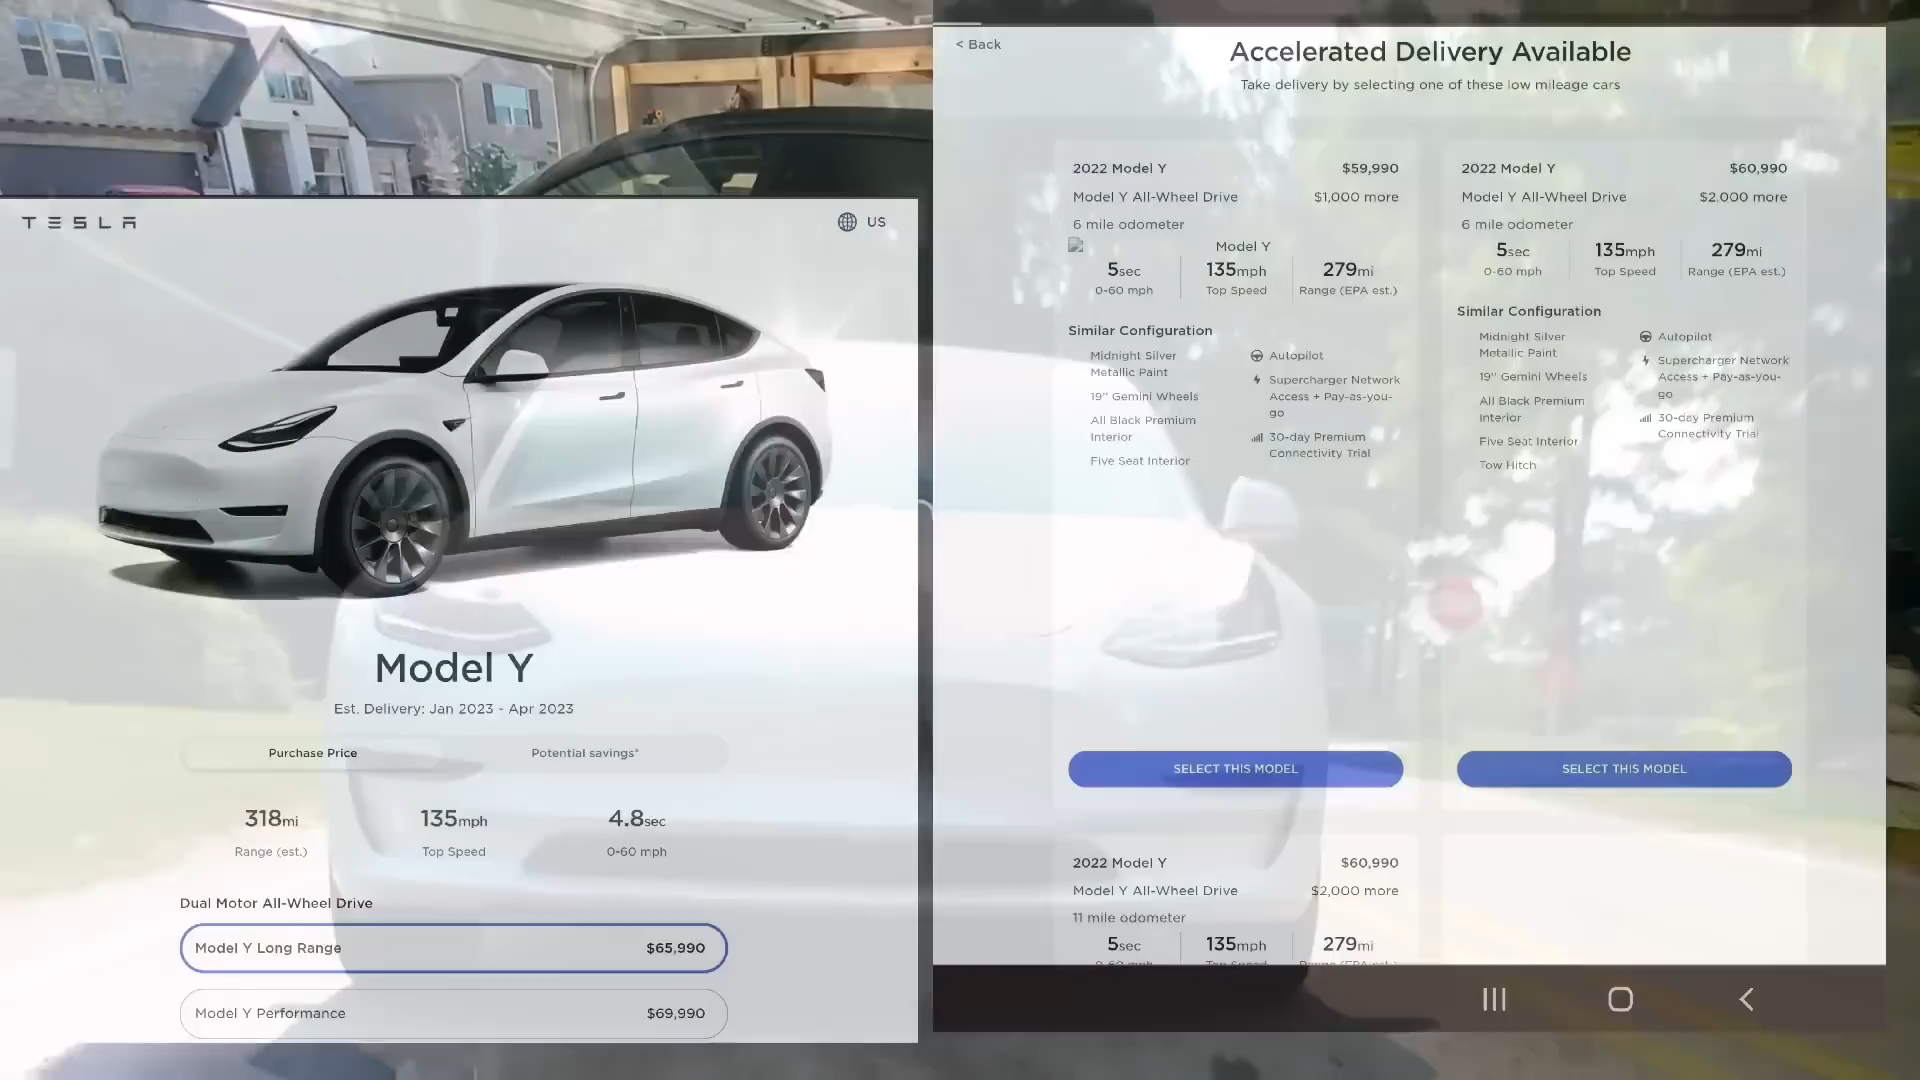 TESLA
US
Model Y
Est. Delivery: Jan 2023 - Apr 2023
Purchase Price
Potential savings*
318mi
135mph
4.8sec
Range (est.)
Top Speed
0-60 mph
Dual Motor All-Wheel Drive
Model Y Long Range
$65,990
Model Y Performance
$69,990
< Back
Accelerated Delivery Available
Take delivery by selecting one of these low mileage cars
2022 Model Y
$59,990
Model Y All-Wheel Drive
$1,000 more
6 mile odometer
Model Y
5sec
135mph
279mi
0-60 mph
Top Speed
Range (EPA est.)
Similar Configuration
Midnight Silver
Metallic Paint
19" Gemini Wheels
All Black Premium
Interior
Five Seat Interior
Autopilot
Supercharger Network
Access + Pay-as-you-
go
30-day Premium
Connectivity Trial
SELECT THIS MODEL
2022 Model Y
$60,990
Model Y All-Wheel Drive
$2,000 more
6 mile odometer
5sec
135mph
279mi
0-60 mph
Top Speed
Range (EPA est.)
Similar Configuration
Midnight Silver
Metallic Paint
19" Gemini Wheels
All Black Premium
Interior
Five Seat Interior
Tow Hitch
Autopilot
Supercharger Network
Access + Pay-as-you-
go
30-day Premium
Connectivity Trial
SELECT THIS MODEL
2022 Model Y
$60,990
Model Y All-Wheel Drive
$2,000 more
11 mile odometer
5sec
135mph
279mi
0-60 mph
Top Speed
Range (EPA est.)